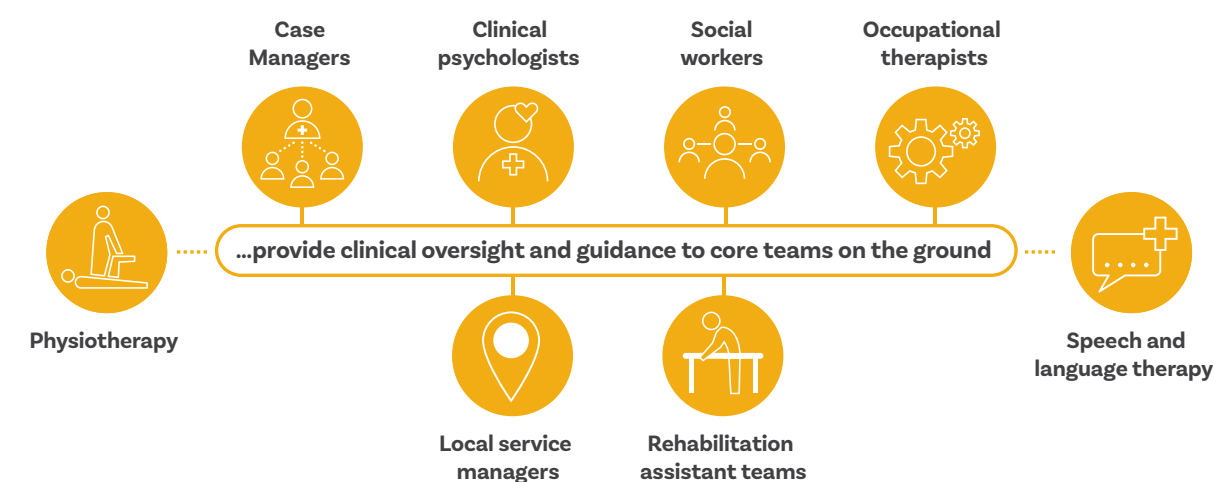 Case
Managers
Clinical
psychologists
Social
workers
Occupational
therapists
...provide clinical oversight and guidance to core teams on the ground
Physiotherapy
Speech and
language therapy
Local service
managers
Rehabilitation
assistant teams